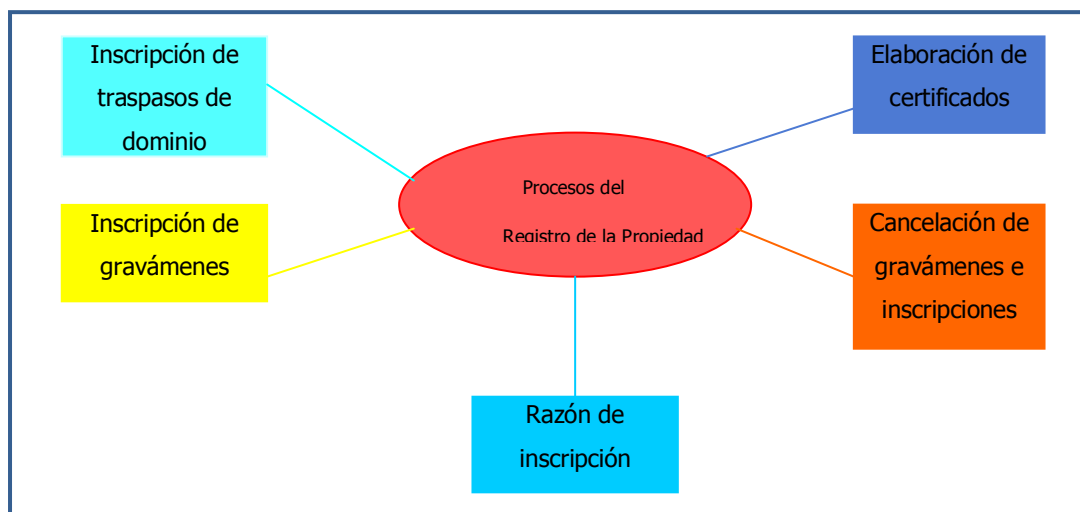 Inscripción de
traspasos de
dominio
Elaboración de
certificados
Procesos del
Registro de la Propiedad
Inscripción de
gravámenes
Cancelación de
gravámenes e
inscripciones
Razón de
inscripción